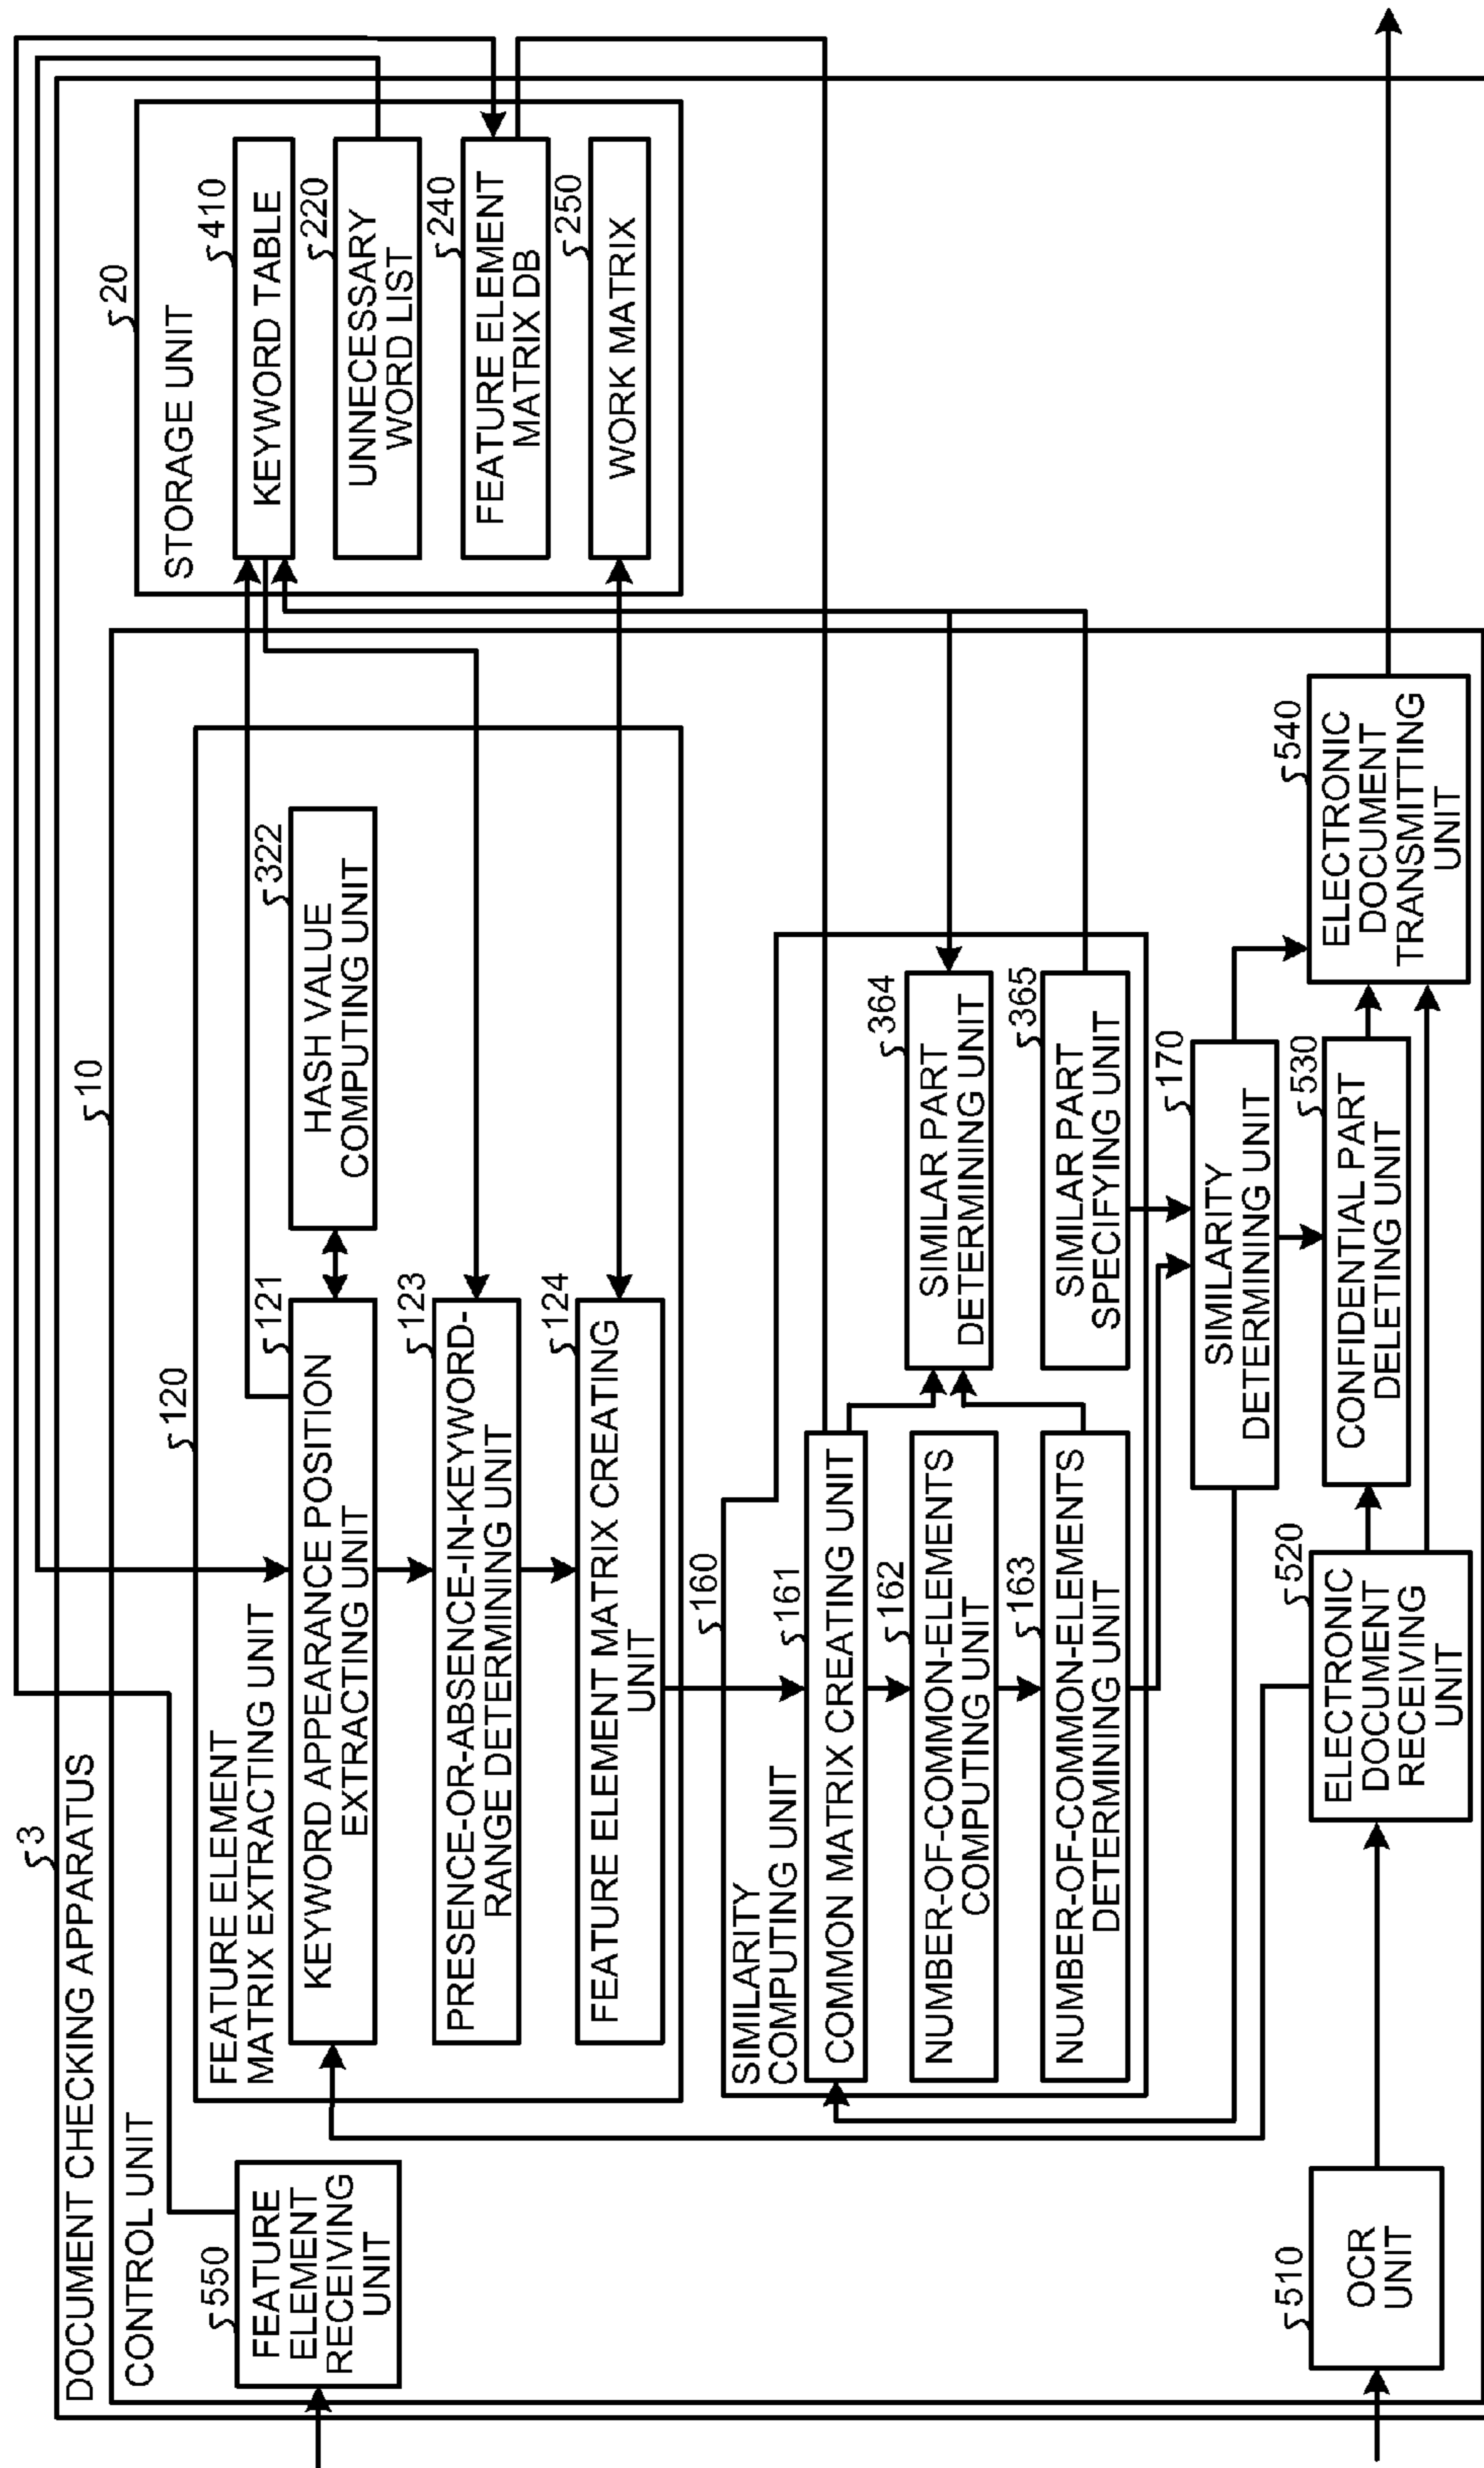 3
DOCUMENT CHECKING APPARATUS
10
CONTROL UNIT
550
FEATURE
ELEMENT
RECEIVING
UNIT
120
FEATURE ELEMENT
MATRIX EXTRACTING UNIT
121
KEYWORD APPEARANCE POSITION
EXTRACTING UNIT
322
HASH VALUE
COMPUTING UNIT
123
PRESENCE-OR-ABSENCE-IN-KEYWORD-
RANGE DETERMINING UNIT
124
FEATURE ELEMENT MATRIX CREATING
UNIT
20
STORAGE UNIT
410
KEYWORD TABLE
220
UNNECESSARY
WORD LIST
240
FEATURE ELEMENT
MATRIX DB
250
WORK MATRIX
160
SIMILARITY
COMPUTING UNIT
161
COMMON MATRIX CREATING UNIT
162
NUMBER-OF-COMMON-ELEMENTS
COMPUTING UNIT
163
NUMBER-OF-COMMON-ELEMENTS
DETERMINING UNIT
364
SIMILAR PART
DETERMINING UNIT
365
SIMILAR PART
SPECIFYING UNIT
170
SIMILARITY
DETERMINING UNIT
510
OCR
UNIT
520
ELECTRONIC
DOCUMENT
RECEIVING
UNIT
530
CONFIDENTIAL PART
DELETING UNIT
540
ELECTRONIC
DOCUMENT
TRANSMITTING
UNIT